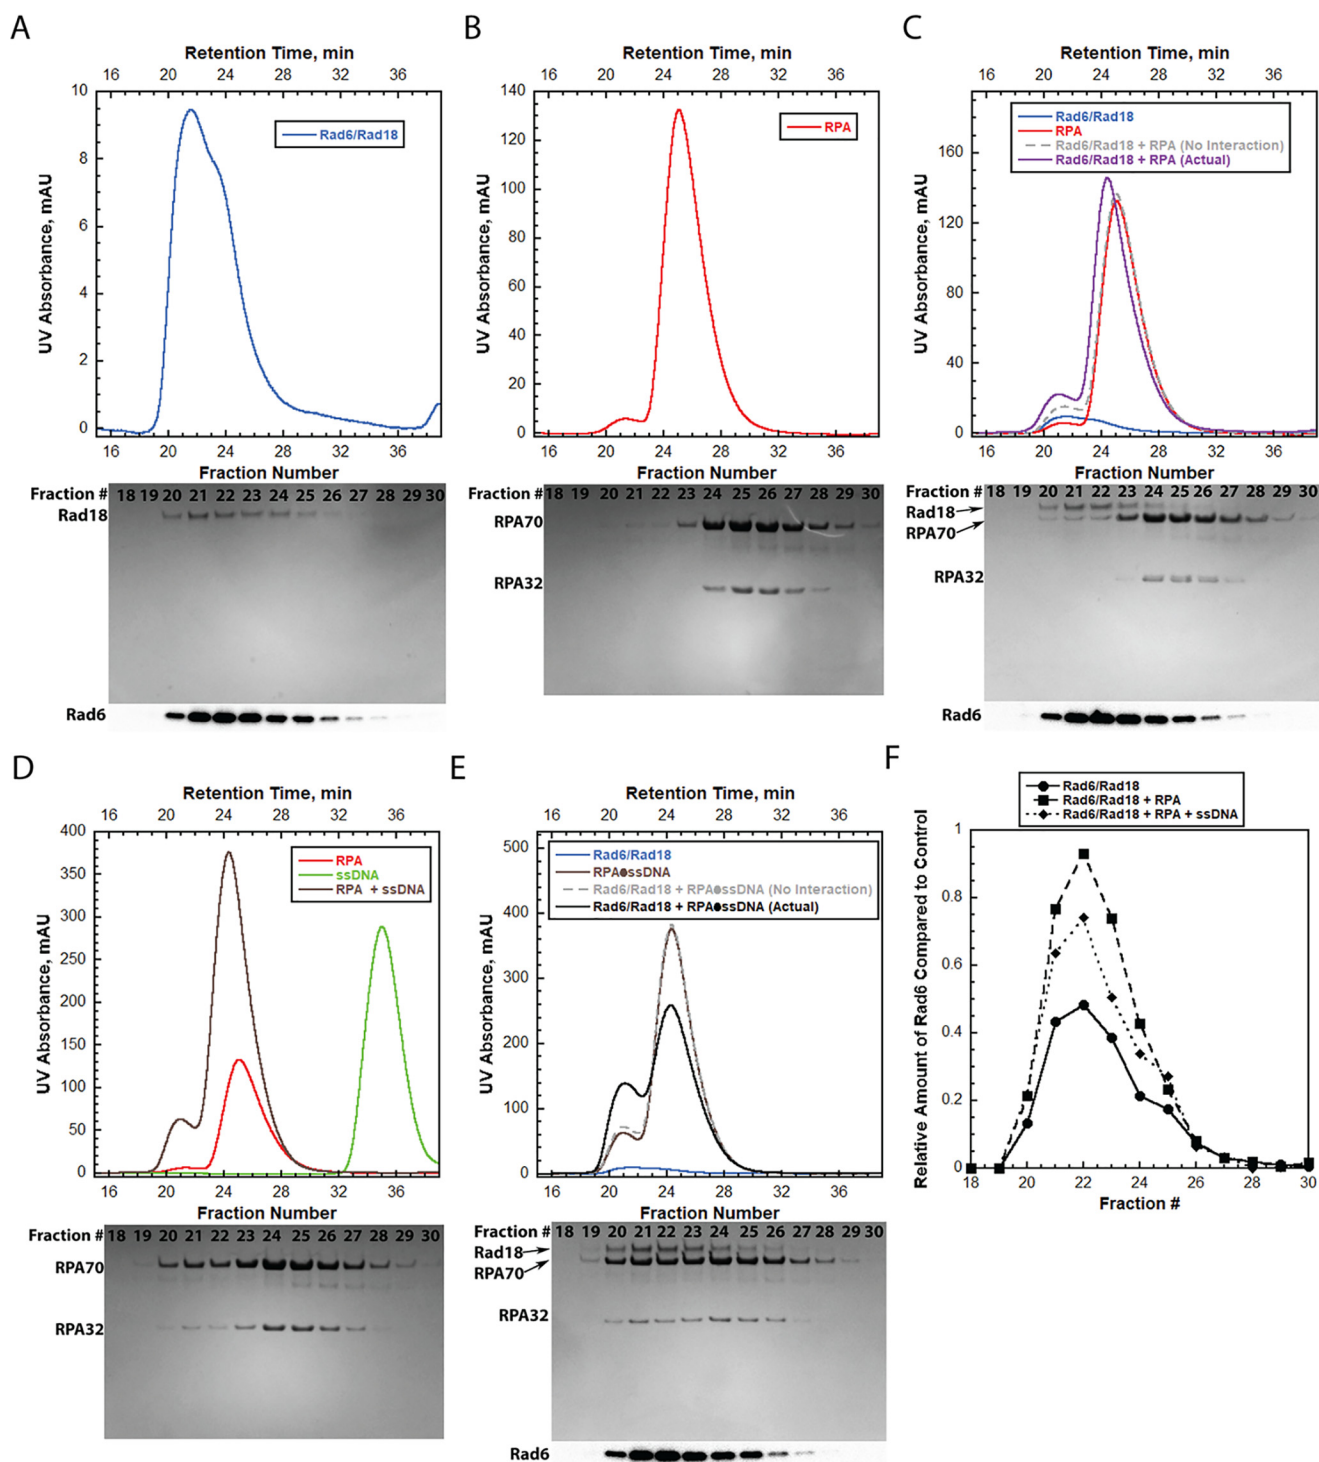 A
Retention Time, min
16 20 24 28 32 36
10
8
6
4
2
0
UV Absorbance, mAU
Rad6/Rad18
16 20 24 28 32 36
Fraction Number
Fraction # 18 19 20 21 22 23 24 25 26 27 28 29 30
Rad18
Rad6
B
Retention Time, min
16 20 24 28 32 36
140
120
100
80
60
40
20
0
UV Absorbance, mAU
RPA
16 20 24 28 32 36
Fraction Number
Fraction # 18 19 20 21 22 23 24 25 26 27 28 29 30
RPA70
RPA32
C
Retention Time, min
16 20 24 28 32 36
160
120
80
40
0
UV Absorbance, mAU
Rad6/Rad18
RPA
Rad6/Rad18 + RPA (No Interaction)
Rad6/Rad18 + RPA (Actual)
16 20 24 28 32 36
Fraction Number
Fraction # 18 19 20 21 22 23 24 25 26 27 28 29 30
Rad18
RPA70
RPA32
Rad6
D
Retention Time, min
16 20 24 28 32 36
400
350
300
250
200
150
100
50
0
UV Absorbance, mAU
RPA
ssDNA
RPA + ssDNA
16 20 24 28 32 36
Fraction Number
Fraction # 18 19 20 21 22 23 24 25 26 27 28 29 30
RPA70
RPA32
E
Retention Time, min
16 20 24 28 32 36
500
400
300
200
100
0
UV Absorbance, mAU
Rad6/Rad18
RPA●ssDNA
Rad6/Rad18 + RPA●ssDNA (No Interaction)
Rad6/Rad18 + RPA●ssDNA (Actual)
16 20 24 28 32 36
Fraction Number
Fraction # 18 19 20 21 22 23 24 25 26 27 28 29 30
Rad18
RPA70
RPA32
Rad6
F
Rad6/Rad18
Rad6/Rad18 + RPA
Rad6/Rad18 + RPA + ssDNA
1
0.8
0.6
0.4
0.2
0
Relative Amount of Rad6 Compared to Control
18 20 22 24 26 28 30
Fraction #